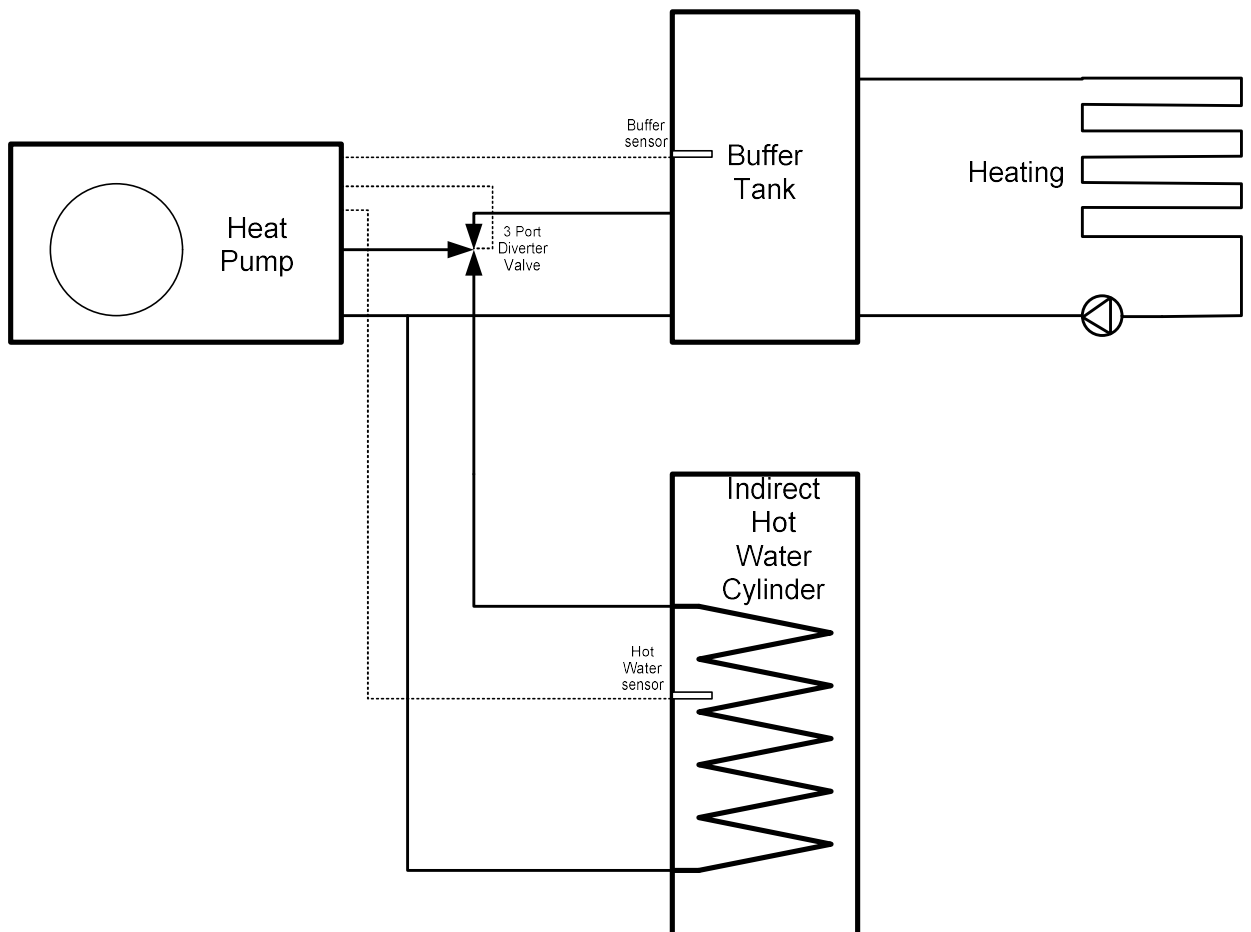 Buffer
sensor
Buffer
Tank
Heating
Heat
Pump
3 Port
Diverter
Valve
Indirect
Hot
Water
Cylinder
Hot
Water
sensor